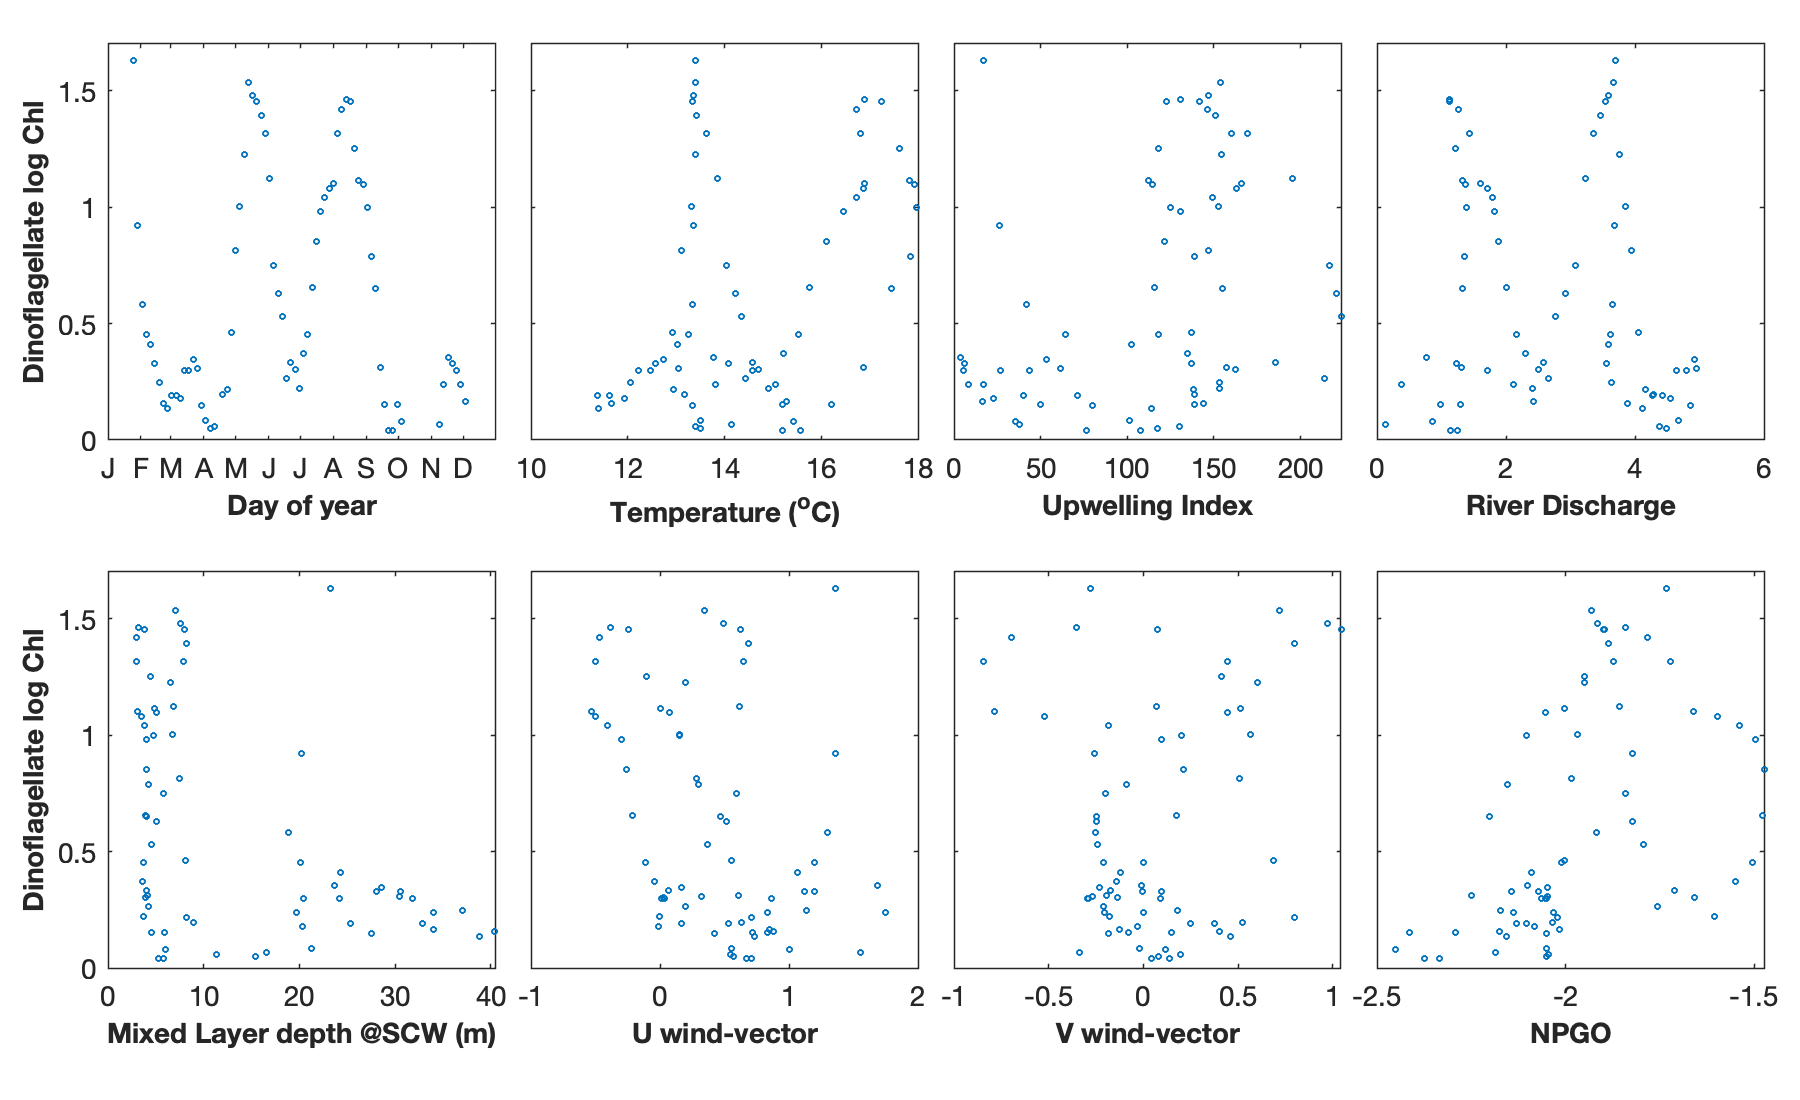 Dinoflagellate log Chl
1.5
1
0.5
0
J F M A M J J A S O N D
Day of year
10 12 14 16 18
Temperature (ºC)
0 50 100 150 200
Upwelling Index
0 2 4 6
River Discharge
Dinoflagellate log Chl
1.5
1
0.5
0
0 10 20 30 40
Mixed Layer depth @SCW (m)
-1 0 1 2
U wind-vector
-1 -0.5 0 0.5 1
V wind-vector
-2.5 -2 -1.5
NPGO